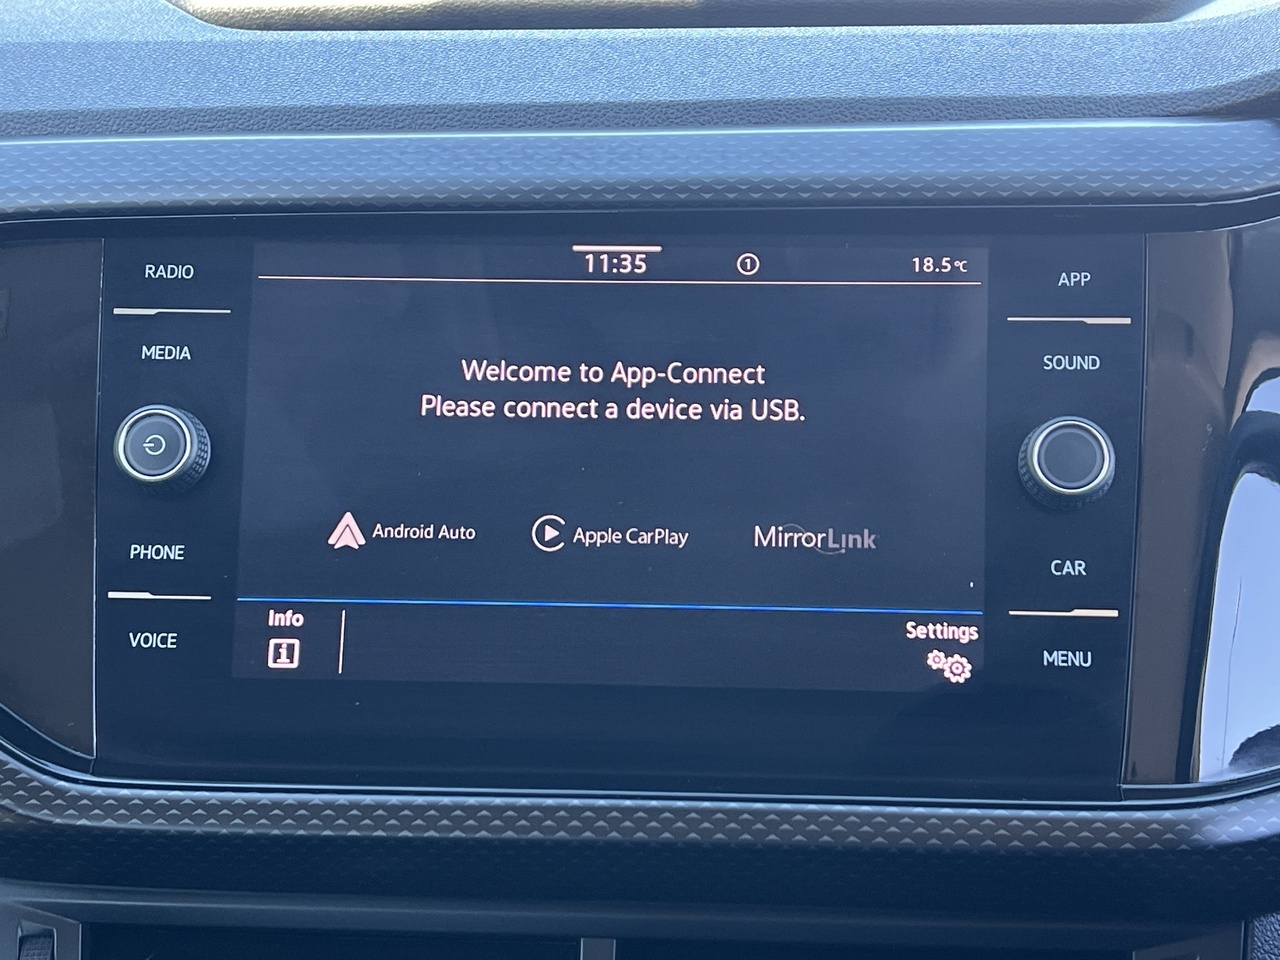 RADIO
MEDIA
PHONE
VOICE
11:35
1
18.5°C
Welcome to App-Connect
Please connect a device via USB.
Android Auto
Apple CarPlay
MirrorLink
Info
i
Settings
APP
SOUND
CAR
MENU